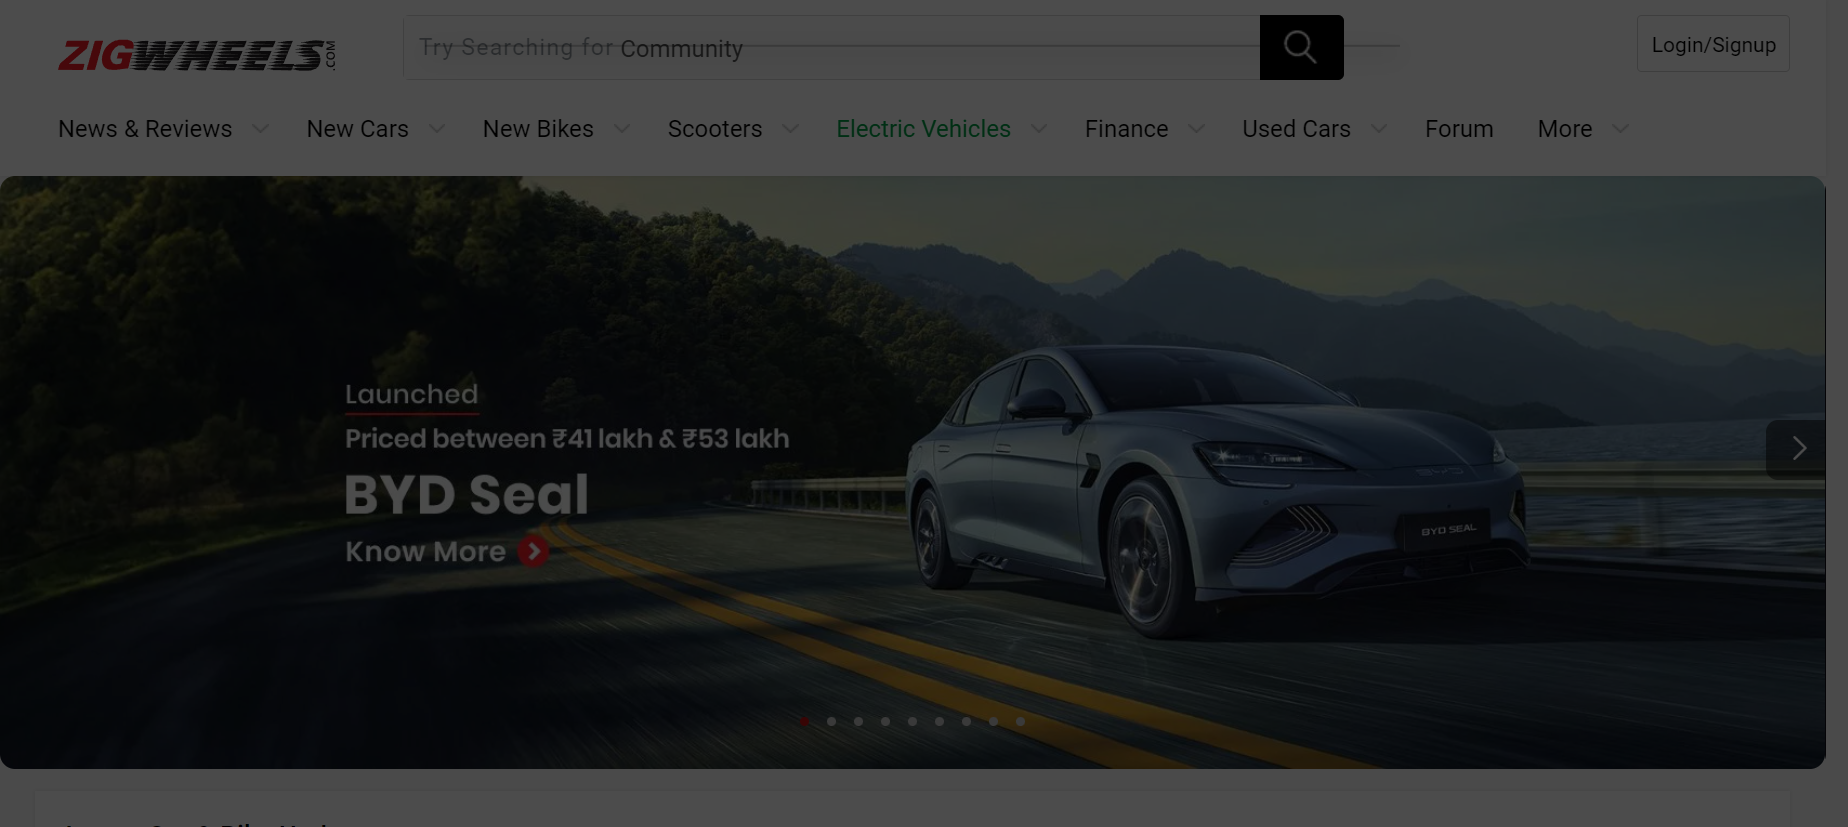 ZIGWHEELS.COM
Try Searching for Community
Login/Signup
News & Reviews
New Cars
New Bikes
Scooters
Electric Vehicles
Finance
Used Cars
Forum
More
Launched
Priced between ₹41 lakh & ₹53 lakh
BYD Seal
Know More
BYD
BYD SEAL